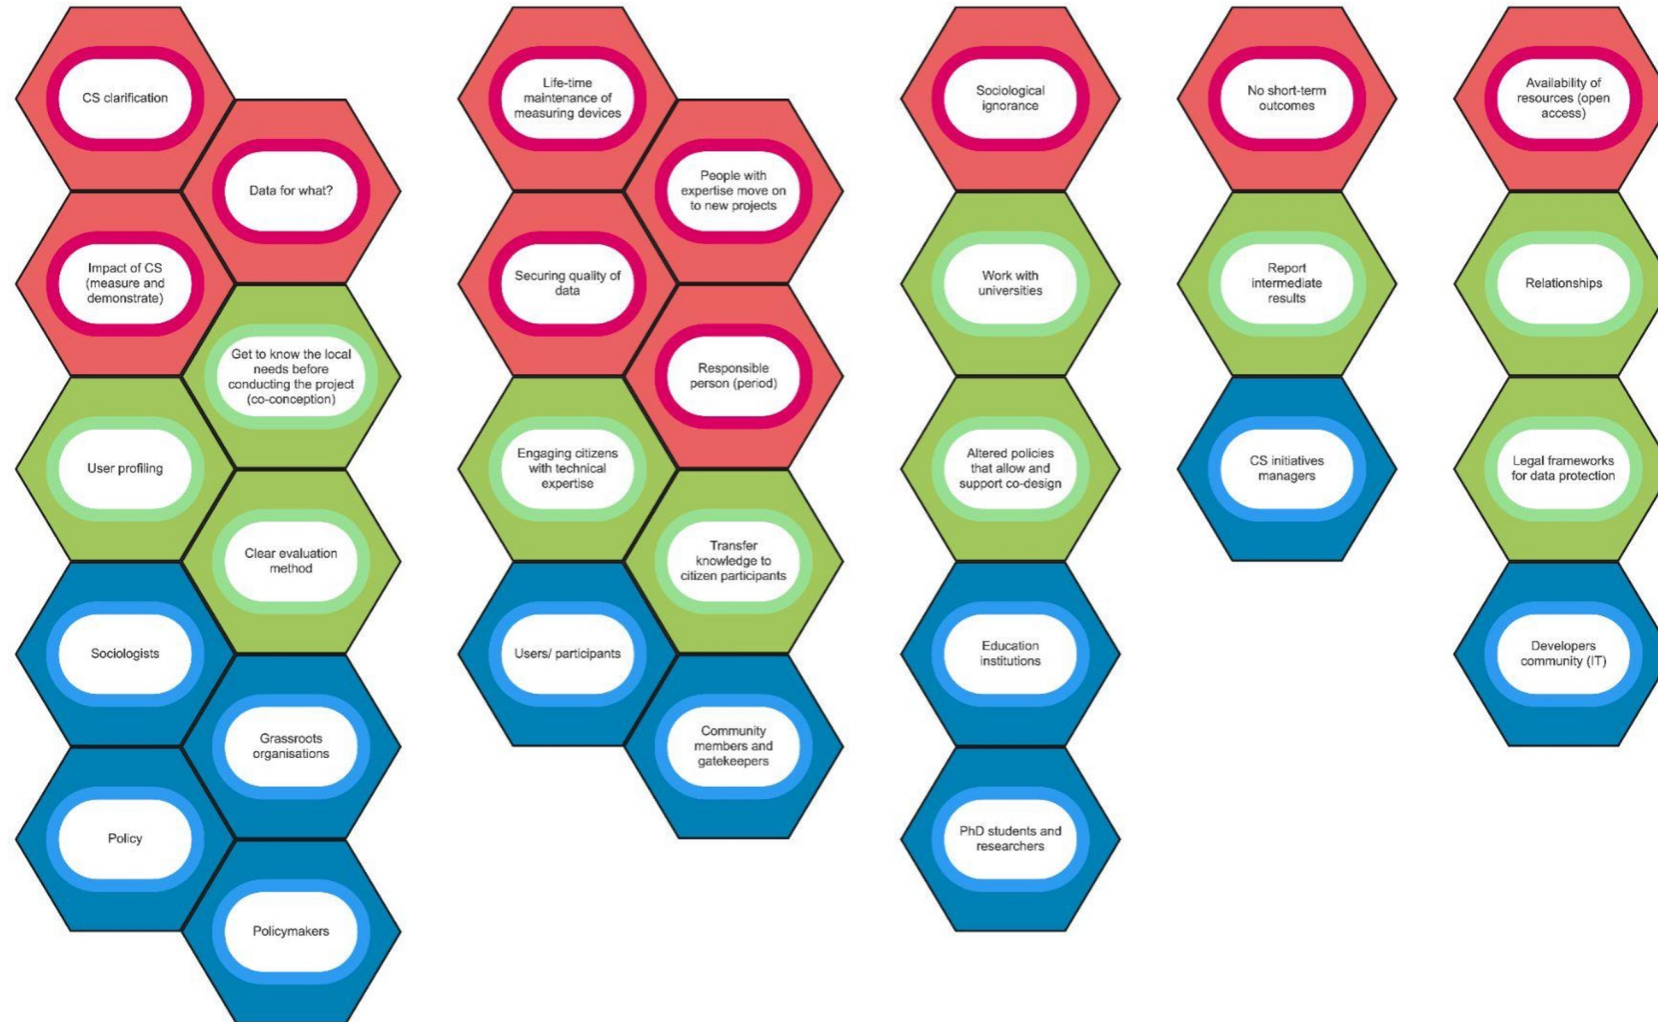 CS clarification
Data for what?
Impact of CS
(measure and
demonstrate)
Get to know the local
needs before
conducting the project
(co-conception)
User profiling
Clear evaluation
method
Sociologists
Grassroots
organisations
Policy
Policymakers
Life-time
maintenance of
measuring devices
People with
expertise move on
to new projects
Securing quality of
data
Responsible
person (period)
Engaging citizens
with technical
expertise
Transfer
knowledge to
citizen participants
Users/ participants
Community
members and
gatekeepers
Sociological
ignorance
Work with
universities
Altered policies
that allow and
support co-design
Education
institutions
PhD students and
researchers
No short-term
outcomes
Report
intermediate
results
CS initiatives
managers
Availability of
resources (open
access)
Relationships
Legal frameworks
for data protection
Developers
community (IT)